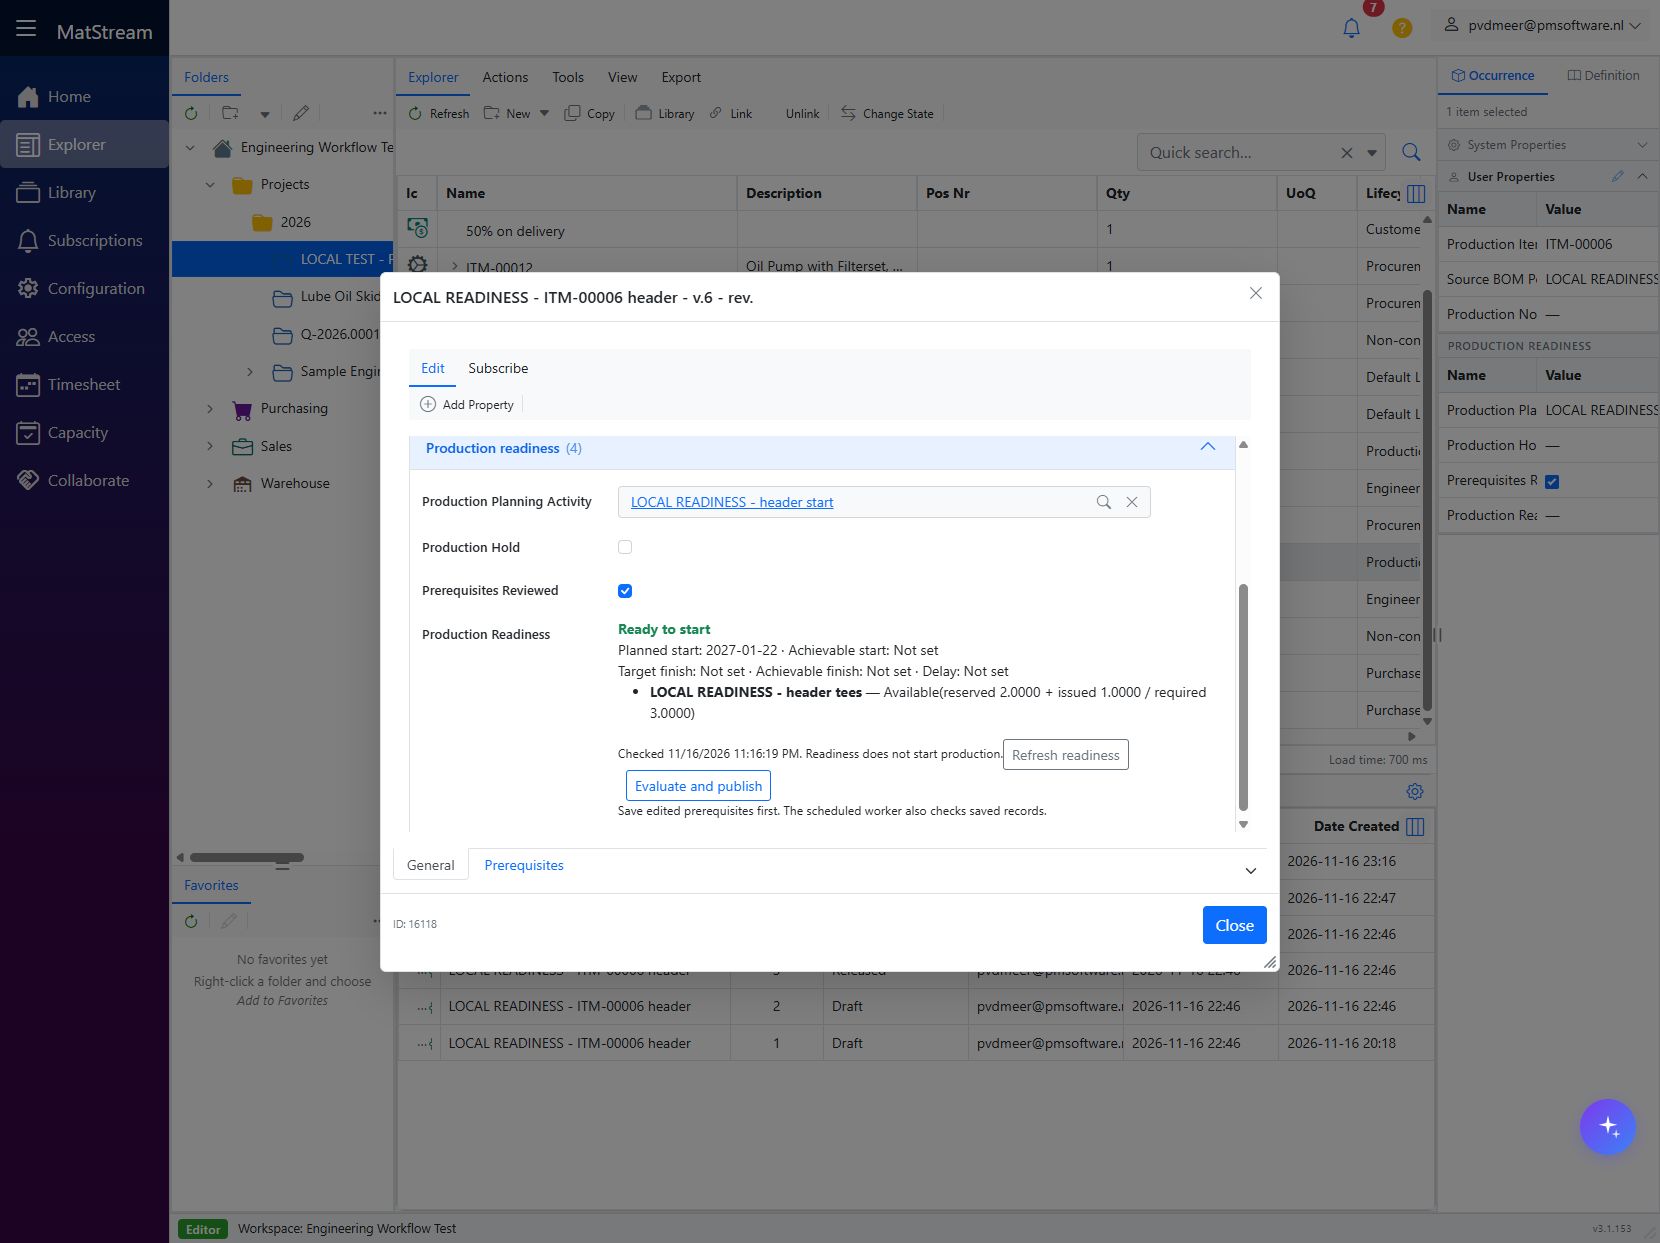 MatStream
7
?
pvdmeer@pmsoftware.nl
Home
Explorer
Library
Subscriptions
Configuration
Access
Timesheet
Capacity
Collaborate
Folders
Engineering Workflow Te
Projects
2026
LOCAL TEST - F
Lube Oil Skid
Q-2026.0001
Sample Engi
Purchasing
Sales
Warehouse
Favorites
No favorites yet
Right-click a folder and choose
Add to Favorites
Explorer Actions Tools View Export
Refresh New Copy Library Link Unlink Change State
Quick search...
Ic Name Description Pos Nr Qty UoQ Lifecy
50% on delivery 1 Custome
ITM-00012 Oil Pump with Filterset, ... 1 Procurem
Procurem
Non-con
Default L
Default L
Producti
Engineer
Procurem
Producti
Engineer
Non-con
Purchase
Purchase
Load time: 700 ms
LOCAL READINESS - ITM-00006 header - v.6 - rev.
Edit Subscribe
Add Property
Production readiness (4)
Production Planning Activity LOCAL READINESS - header start
Production Hold
Prerequisites Reviewed
Production Readiness Ready to start
Planned start: 2027-01-22 · Achievable start: Not set
Target finish: Not set · Achievable finish: Not set · Delay: Not set
• LOCAL READINESS - header tees — Available(reserved 2.0000 + issued 1.0000 / required
3.0000)
Checked 11/16/2026 11:16:19 PM. Readiness does not start production. Refresh readiness
Evaluate and publish
Save edited prerequisites first. The scheduled worker also checks saved records.
General Prerequisites
ID: 16118
Close
Date Created
2026-11-16 23:16
2026-11-16 22:47
2026-11-16 22:46
LOCAL READINESS - ITM-00006 header 3 Released pvdmeer@pmsoftware.r 2026-11-16 22:46 2026-11-16 22:46
LOCAL READINESS - ITM-00006 header 2 Draft pvdmeer@pmsoftware.r 2026-11-16 22:46 2026-11-16 22:46
LOCAL READINESS - ITM-00006 header 1 Draft pvdmeer@pmsoftware.r 2026-11-16 22:46 2026-11-16 20:18
Occurrence Definition
1 item selected
System Properties
User Properties
Name Value
Production Iter ITM-00006
Source BOM Po LOCAL READINESS
Production No —
PRODUCTION READINESS
Name Value
Production Pla LOCAL READINESS
Production Ho —
Prerequisites R
Production Rea —
Editor Workspace: Engineering Workflow Test
v3.1.153